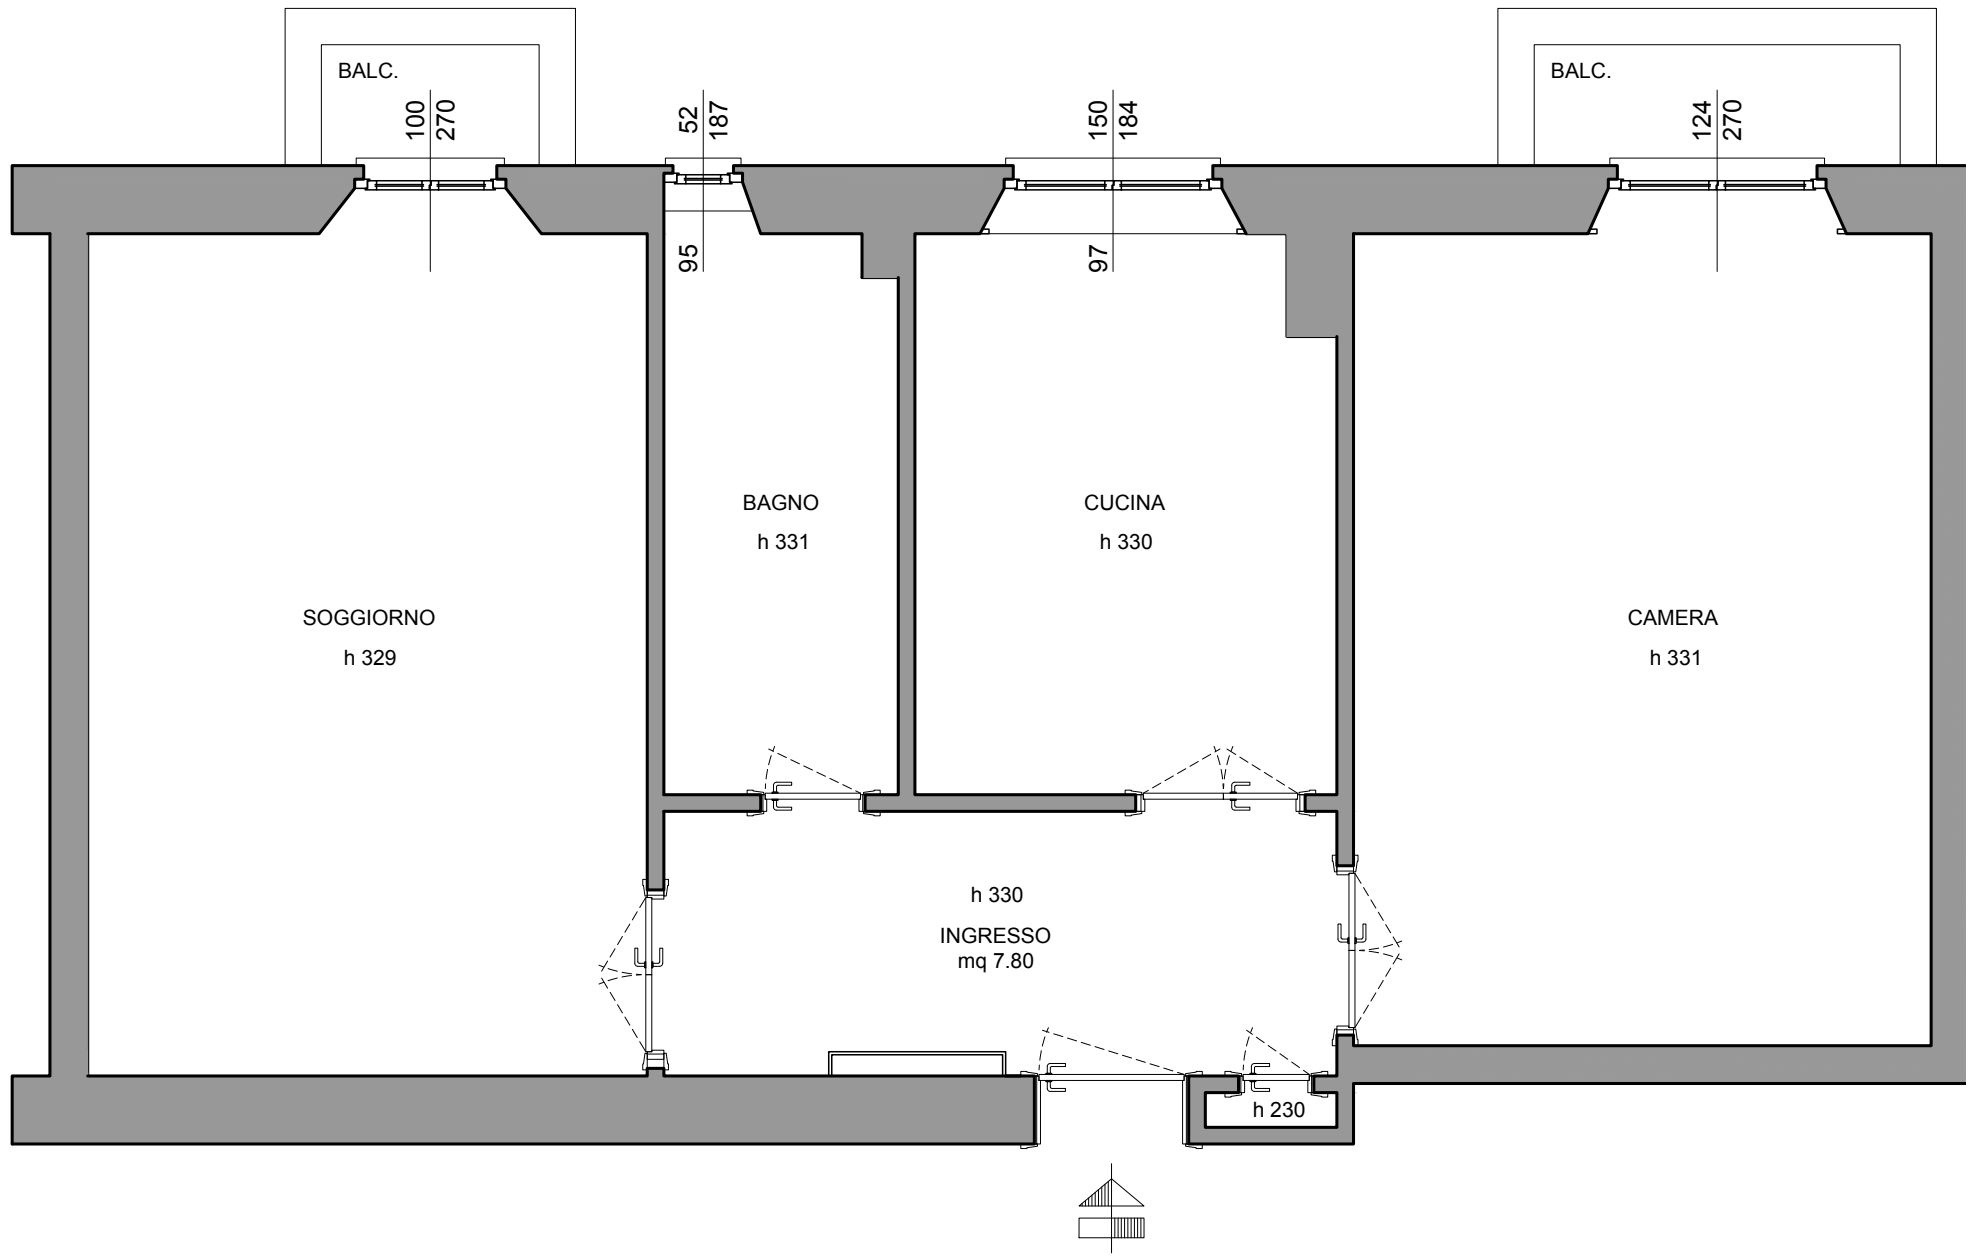 BALC.
BALC.
100
270
52
187
150
184
124
270
95
97
BAGNO
h 331
CUCINA
h 330
SOGGIORNO
h 329
CAMERA
h 331
h 330
INGRESSO
mq 7.80
h 230